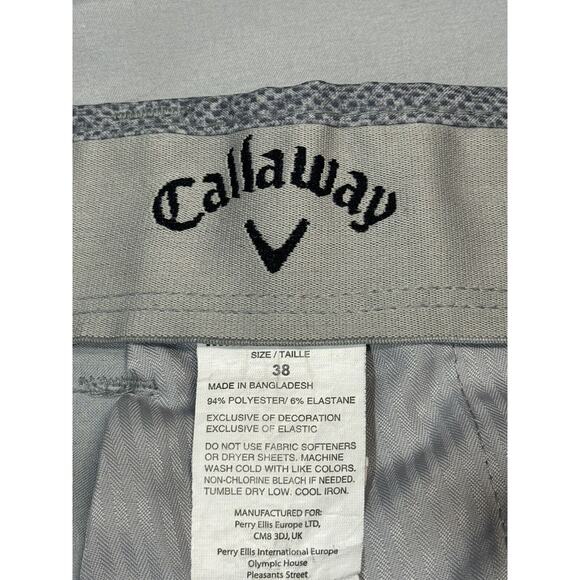 Callaway
SIZE / TAILLE
38
MADE IN BANGLADESH
94% POLYESTER/ 6% ELASTANE
EXCLUSIVE OF DECORATION
EXCLUSIVE OF ELASTIC
DO NOT USE FABRIC SOFTENERS
OR DRYER SHEETS. MACHINE
WASH COLD WITH LIKE COLORS.
NON-CHLORINE BLEACH IF NEEDED.
TUMBLE DRY LOW. COOL IRON.
MANUFACTURED FOR:
Perry Ellis Europe LTD,
CM8 3DJ, UK
Perry Ellis International Europe
Olympic House
Pleasants Street